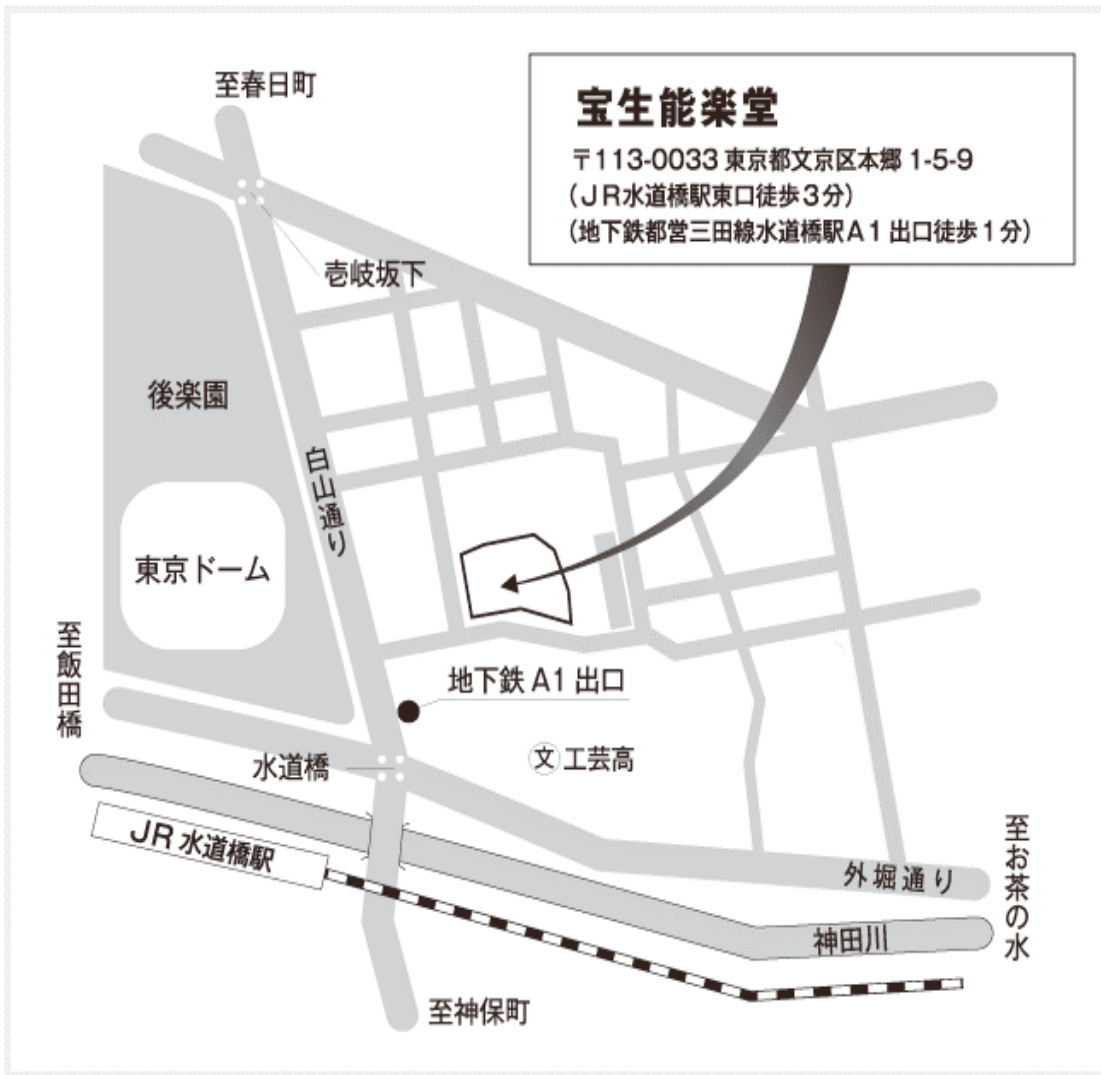 至春日町
宝生能楽堂
〒113-0033 東京都文京区本郷 1-5-9
(JR水道橋駅東口徒歩3分)
(地下鉄都営三田線水道橋駅A1出口徒歩1分)
壱岐坂下
後楽園
白山通り
東京ドーム
至飯田橋
地下鉄 A1 出口
水道橋
文 工芸高
JR 水道橋駅
外堀通り
至お茶の水
神田川
至神保町